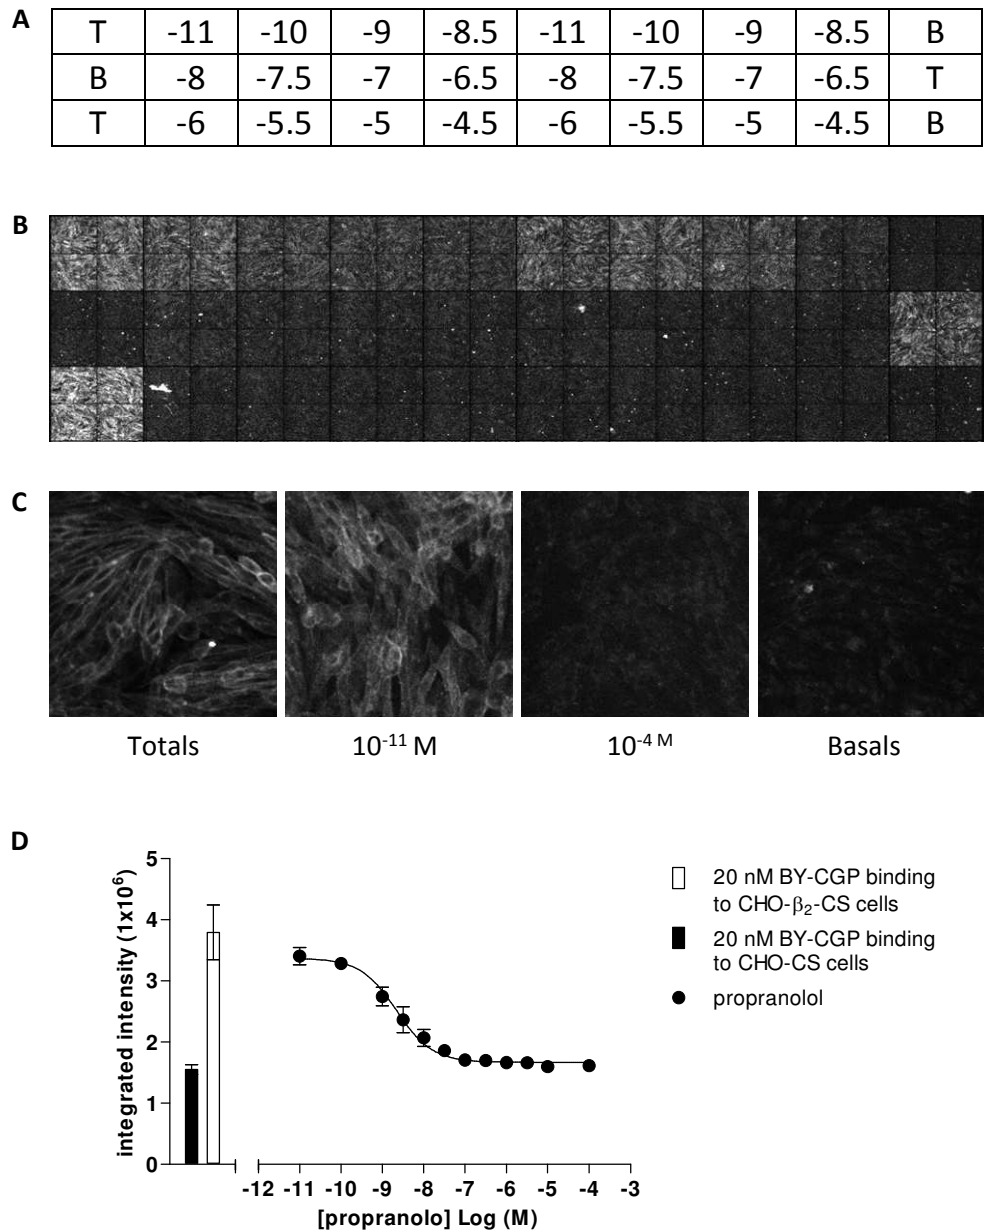 A
T -11 -10 -9 -8.5 -11 -10 -9 -8.5 B
B -8 -7.5 -7 -6.5 -8 -7.5 -7 -6.5 T
T -6 -5.5 -5 -4.5 -6 -5.5 -5 -4.5 B
B
C
Totals 10⁻¹¹ M 10⁻⁴ ᴹ Basals
D
integrated intensity (1x10⁶)
5
4
3
2
1
0
-12 -11 -10 -9 -8 -7 -6 -5 -4 -3
[propranolo] Log (M)
20 nM BY-CGP binding
to CHO-β₂-CS cells
20 nM BY-CGP binding
to CHO-CS cells
propranolol